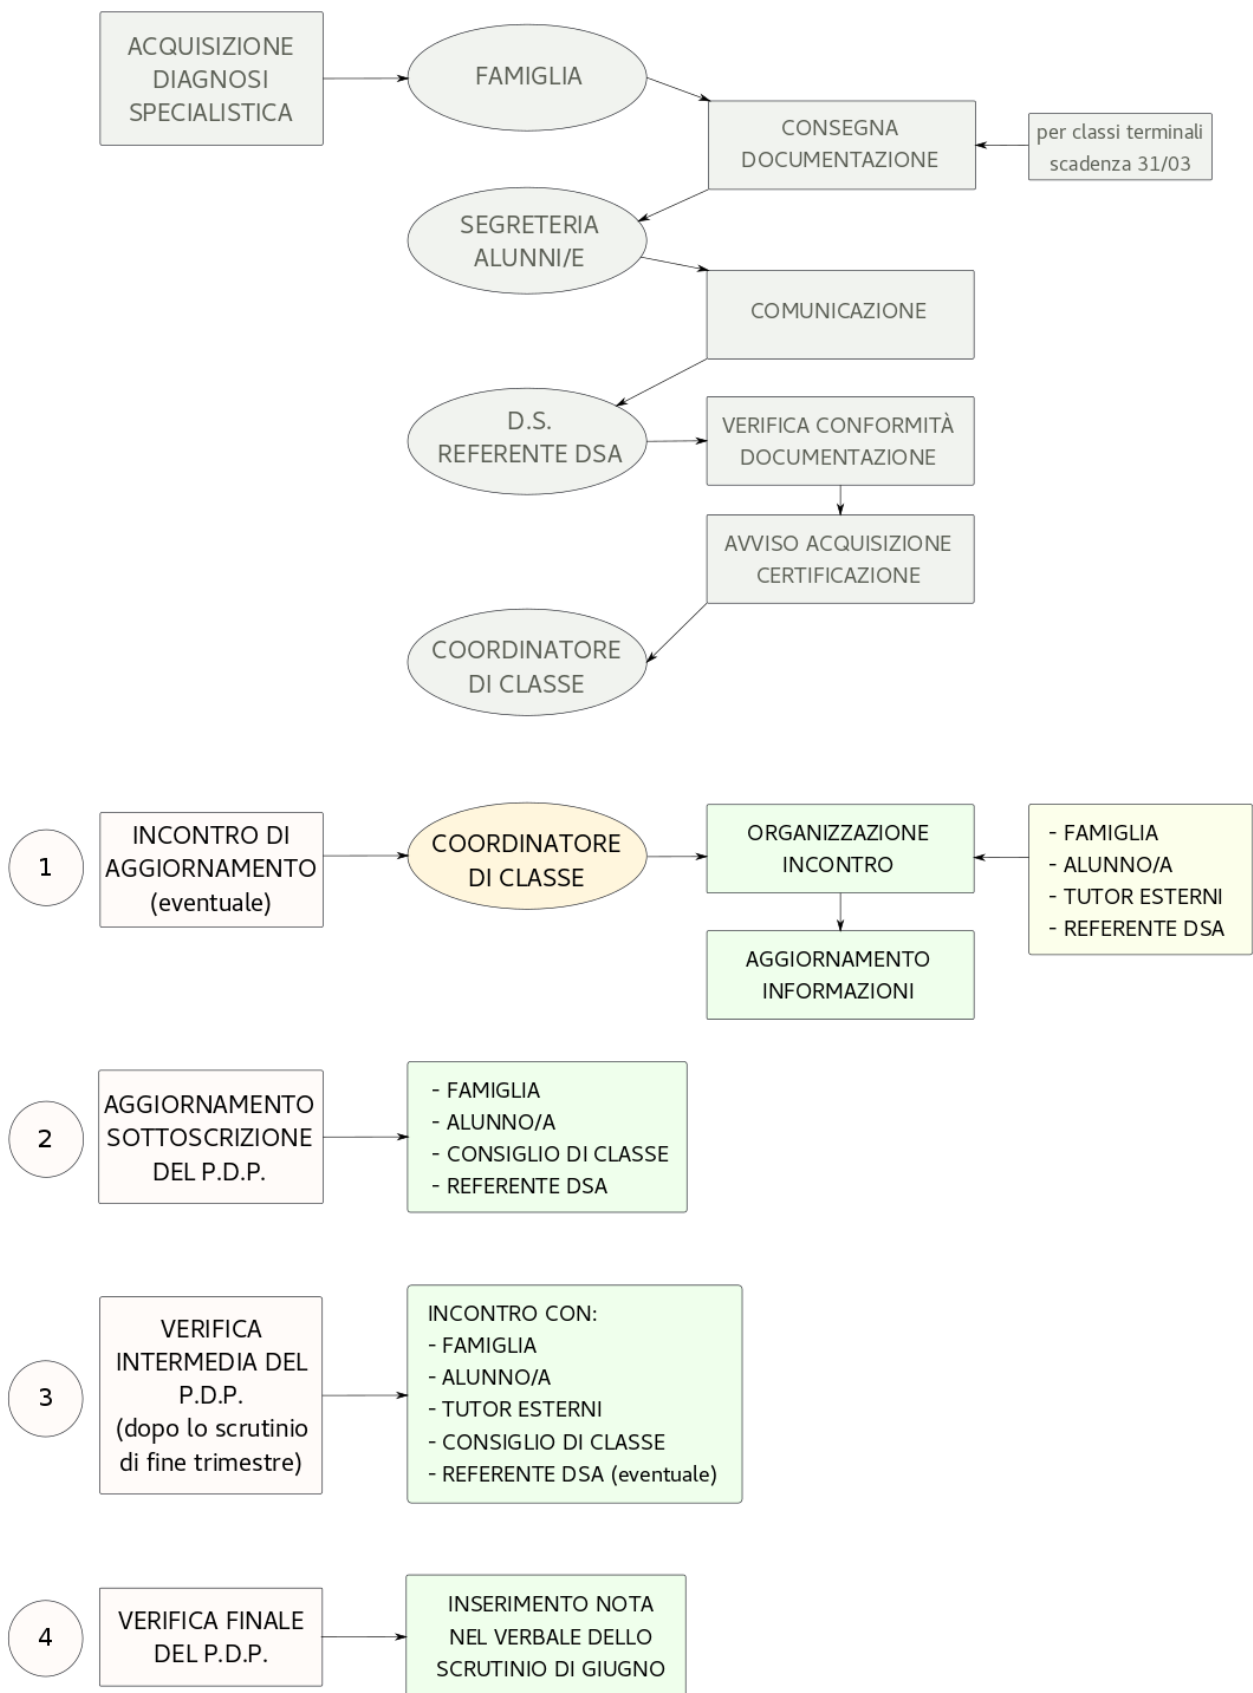 ACQUISIZIONE
DIAGNOSI
SPECIALISTICA
FAMIGLIA
CONSEGNA
DOCUMENTAZIONE
per classi terminali
scadenza 31/03
SEGRETERIA
ALUNNI/E
COMUNICAZIONE
D.S.
REFERENTE DSA
VERIFICA CONFORMITÀ
DOCUMENTAZIONE
AVVISO ACQUISIZIONE
CERTIFICAZIONE
COORDINATORE
DI CLASSE
1
INCONTRO DI
AGGIORNAMENTO
(eventuale)
COORDINATORE
DI CLASSE
ORGANIZZAZIONE
INCONTRO
- FAMIGLIA
- ALUNNO/A
- TUTOR ESTERNI
- REFERENTE DSA
AGGIORNAMENTO
INFORMAZIONI
2
AGGIORNAMENTO
SOTTOSCRIZIONE
DEL P.D.P.
- FAMIGLIA
- ALUNNO/A
- CONSIGLIO DI CLASSE
- REFERENTE DSA
3
VERIFICA
INTERMEDIA DEL
P.D.P.
(dopo lo scrutinio
di fine trimestre)
INCONTRO CON:
- FAMIGLIA
- ALUNNO/A
- TUTOR ESTERNI
- CONSIGLIO DI CLASSE
- REFERENTE DSA (eventuale)
4
VERIFICA FINALE
DEL P.D.P.
INSERIMENTO NOTA
NEL VERBALE DELLO
SCRUTINIO DI GIUGNO